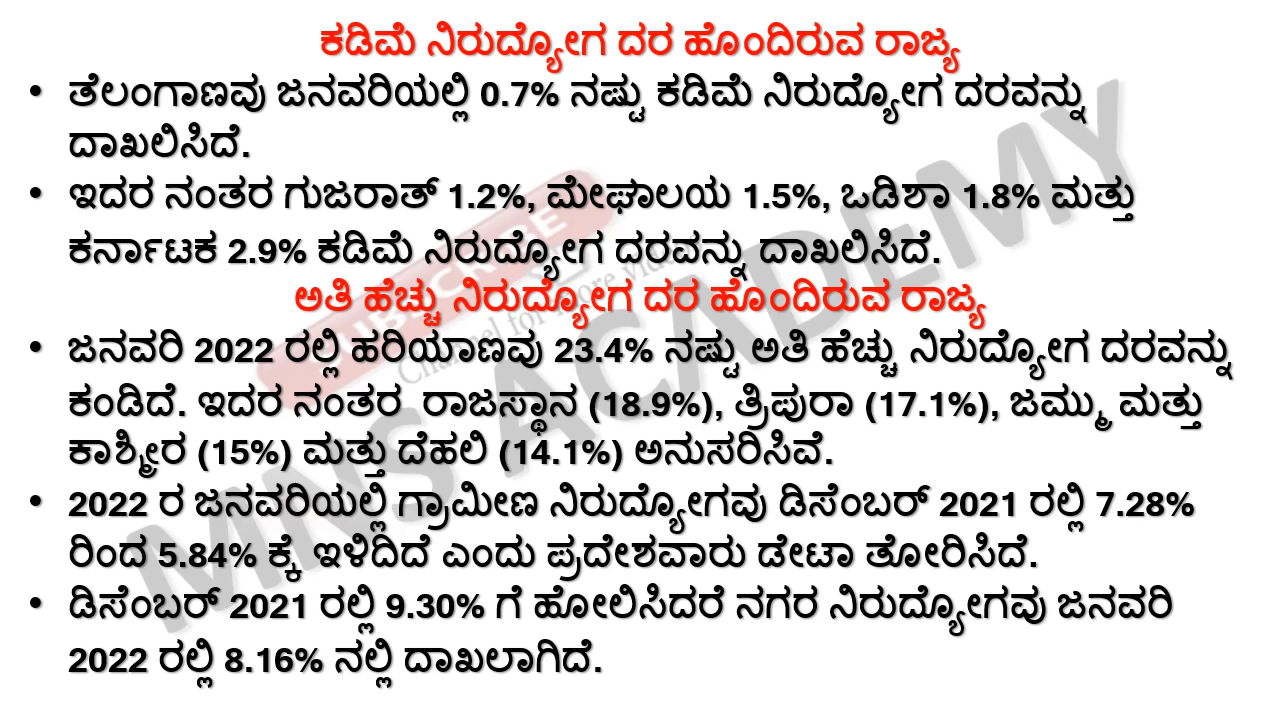 ಕಡಿಮೆ ನಿರುದ್ಯೋಗ ದರ ಹೊಂದಿರುವ ರಾಜ್ಯ
• ತೆಲಂಗಾಣವು ಜನವರಿಯಲ್ಲಿ 0.7% ನಷ್ಟು ಕಡಿಮೆ ನಿರುದ್ಯೋಗ ದರವನ್ನು
ದಾಖಲಿಸಿದೆ.
• ಇದರ ನಂತರ ಗುಜರಾತ್ 1.2%, ಮೇಘಾಲಯ 1.5%, ಒಡಿಶಾ 1.8% ಮತ್ತು
ಕರ್ನಾಟಕ 2.9% ಕಡಿಮೆ ನಿರುದ್ಯೋಗ ದರವನ್ನು ದಾಖಲಿಸಿದೆ.
ಅತಿ ಹೆಚ್ಚು ನಿರುದ್ಯೋಗ ದರ ಹೊಂದಿರುವ ರಾಜ್ಯ
• ಜನವರಿ 2022 ರಲ್ಲಿ ಹರಿಯಾಣವು 23.4% ನಷ್ಟು ಅತಿ ಹೆಚ್ಚು ನಿರುದ್ಯೋಗ ದರವನ್ನು
ಕಂಡಿದೆ. ಇದರ ನಂತರ ರಾಜಸ್ಥಾನ (18.9%), ತ್ರಿಪುರಾ (17.1%), ಜಮ್ಮು ಮತ್ತು
ಕಾಶ್ಮೀರ (15%) ಮತ್ತು ದೆಹಲಿ (14.1%) ಅನುಸರಿಸಿವೆ.
• 2022 ರ ಜನವರಿಯಲ್ಲಿ ಗ್ರಾಮೀಣ ನಿರುದ್ಯೋಗವು ಡಿಸೆಂಬರ್ 2021 ರಲ್ಲಿ 7.28%
ರಿಂದ 5.84% ಕ್ಕೆ ಇಳಿದಿದೆ ಎಂದು ಪ್ರದೇಶವಾರು ಡೇಟಾ ತೋರಿಸಿದೆ.
• ಡಿಸೆಂಬರ್ 2021 ರಲ್ಲಿ 9.30% ಗೆ ಹೋಲಿಸಿದರೆ ನಗರ ನಿರುದ್ಯೋಗವು ಜನವರಿ
2022 ರಲ್ಲಿ 8.16% ನಲ್ಲಿ ದಾಖಲಾಗಿದೆ.
MNS ACADEMY